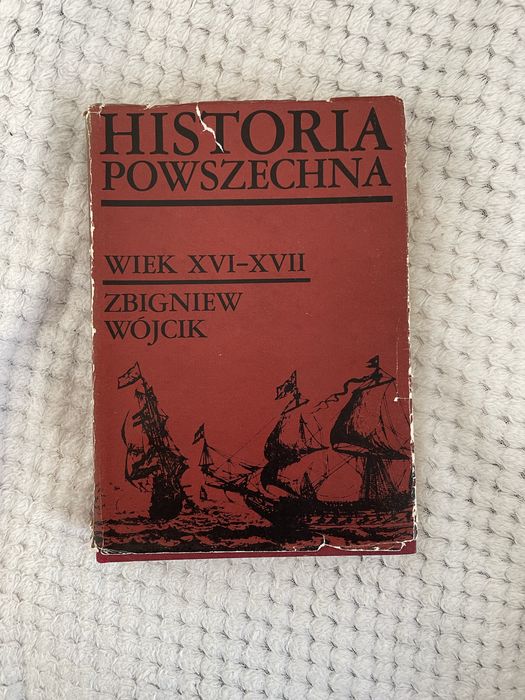 HISTORIA
POWSZECHNA
WIEK XVI–XVII
ZBIGNIEW
WÓJCIK